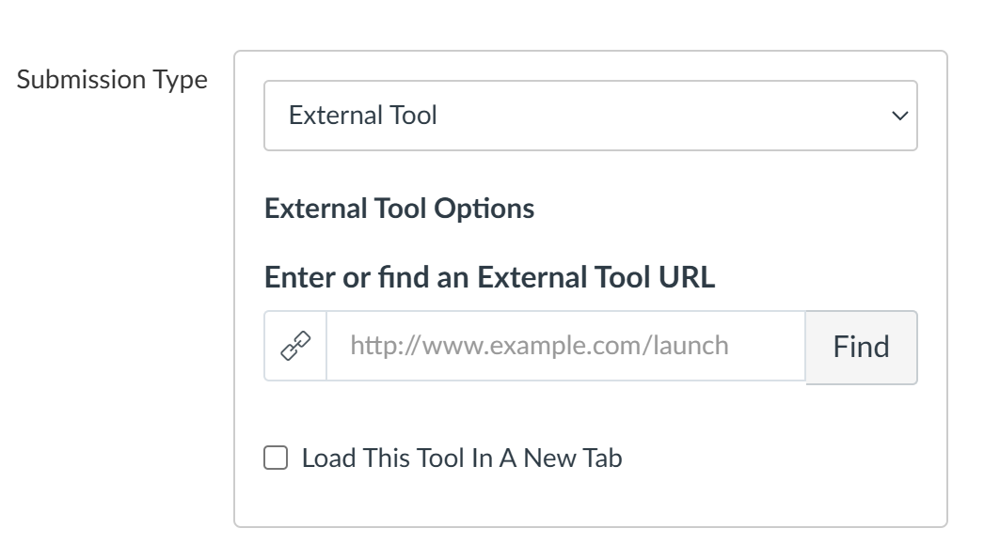 Submission Type
External Tool
External Tool Options
Enter or find an External Tool URL
http://www.example.com/launch
Find
Load This Tool In A New Tab